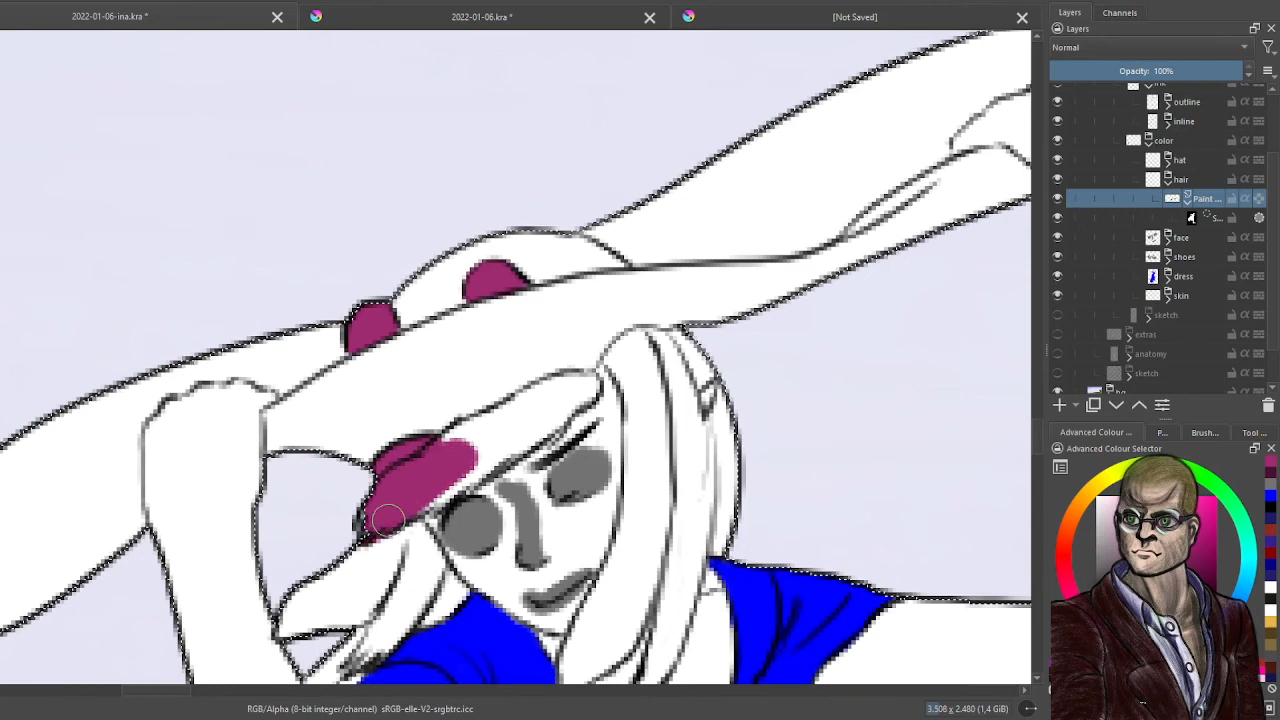 2022-01-06-ina.kra *
2022-01-06.kra *
[Not Saved]
Layers
Channels
Layers
Normal
Opacity: 100%
outline
inline
color
hat
hair
Paint ...
S...
face
shoes
dress
skin
sketch
extras
anatomy
sketch
Advanced Colour ...
P...
Brush...
Tool ...
Advanced Colour Selector
RGB/Alpha (8-bit integer/channel) sRGB-elle-V2-srgbtrc.icc
3.508 x 2.480 (1,4 GiB)